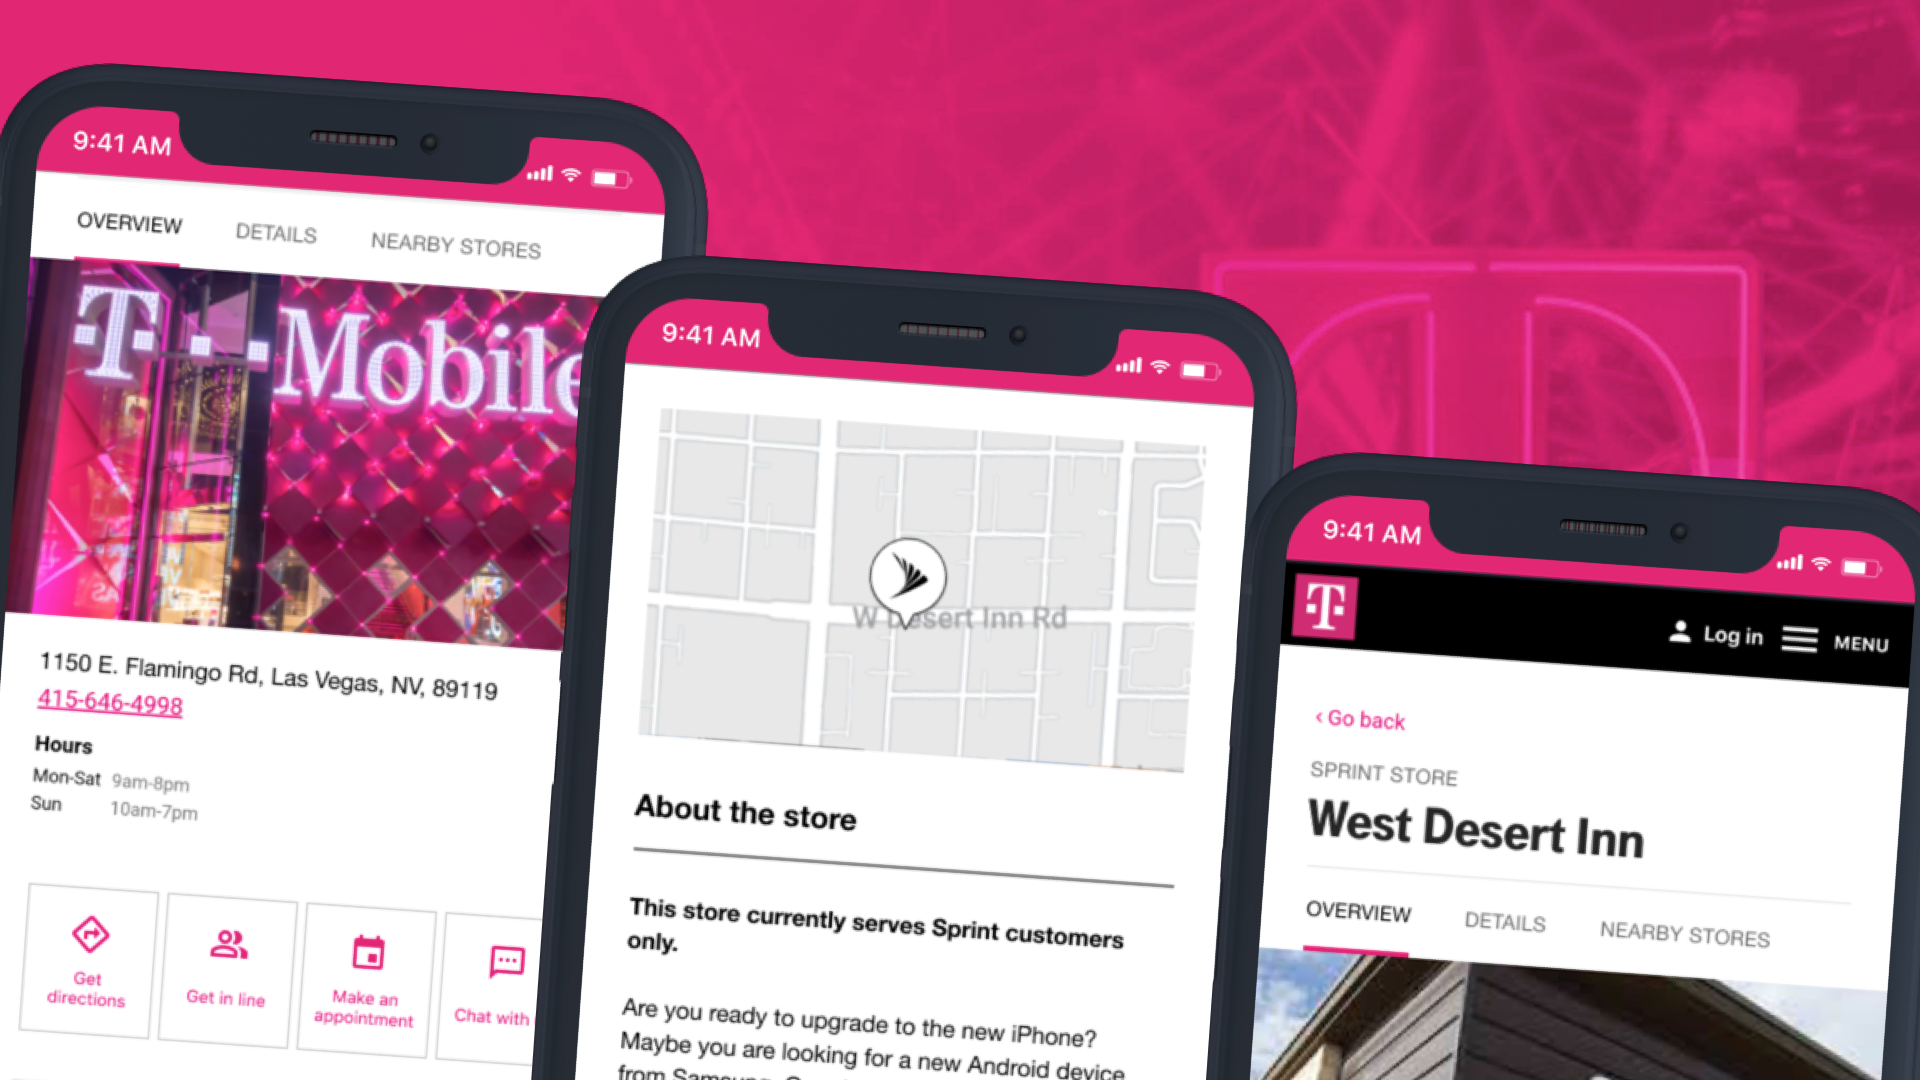 9:41 AM
OVERVIEW DETAILS NEARBY STORES
T Mobile
1150 E. Flamingo Rd, Las Vegas, NV, 89119
415-646-4998
Hours
Mon-Sat 9am-8pm
Sun 10am-7pm
Get
directions
Get in line
Make an
appointment
Chat with
9:41 AM
W Desert Inn Rd
About the store
This store currently serves Sprint customers
only.
Are you ready to upgrade to the new iPhone?
Maybe you are looking for a new Android device
from Samsung,
9:41 AM
T
Log in MENU
‹ Go back
SPRINT STORE
West Desert Inn
OVERVIEW DETAILS NEARBY STORES